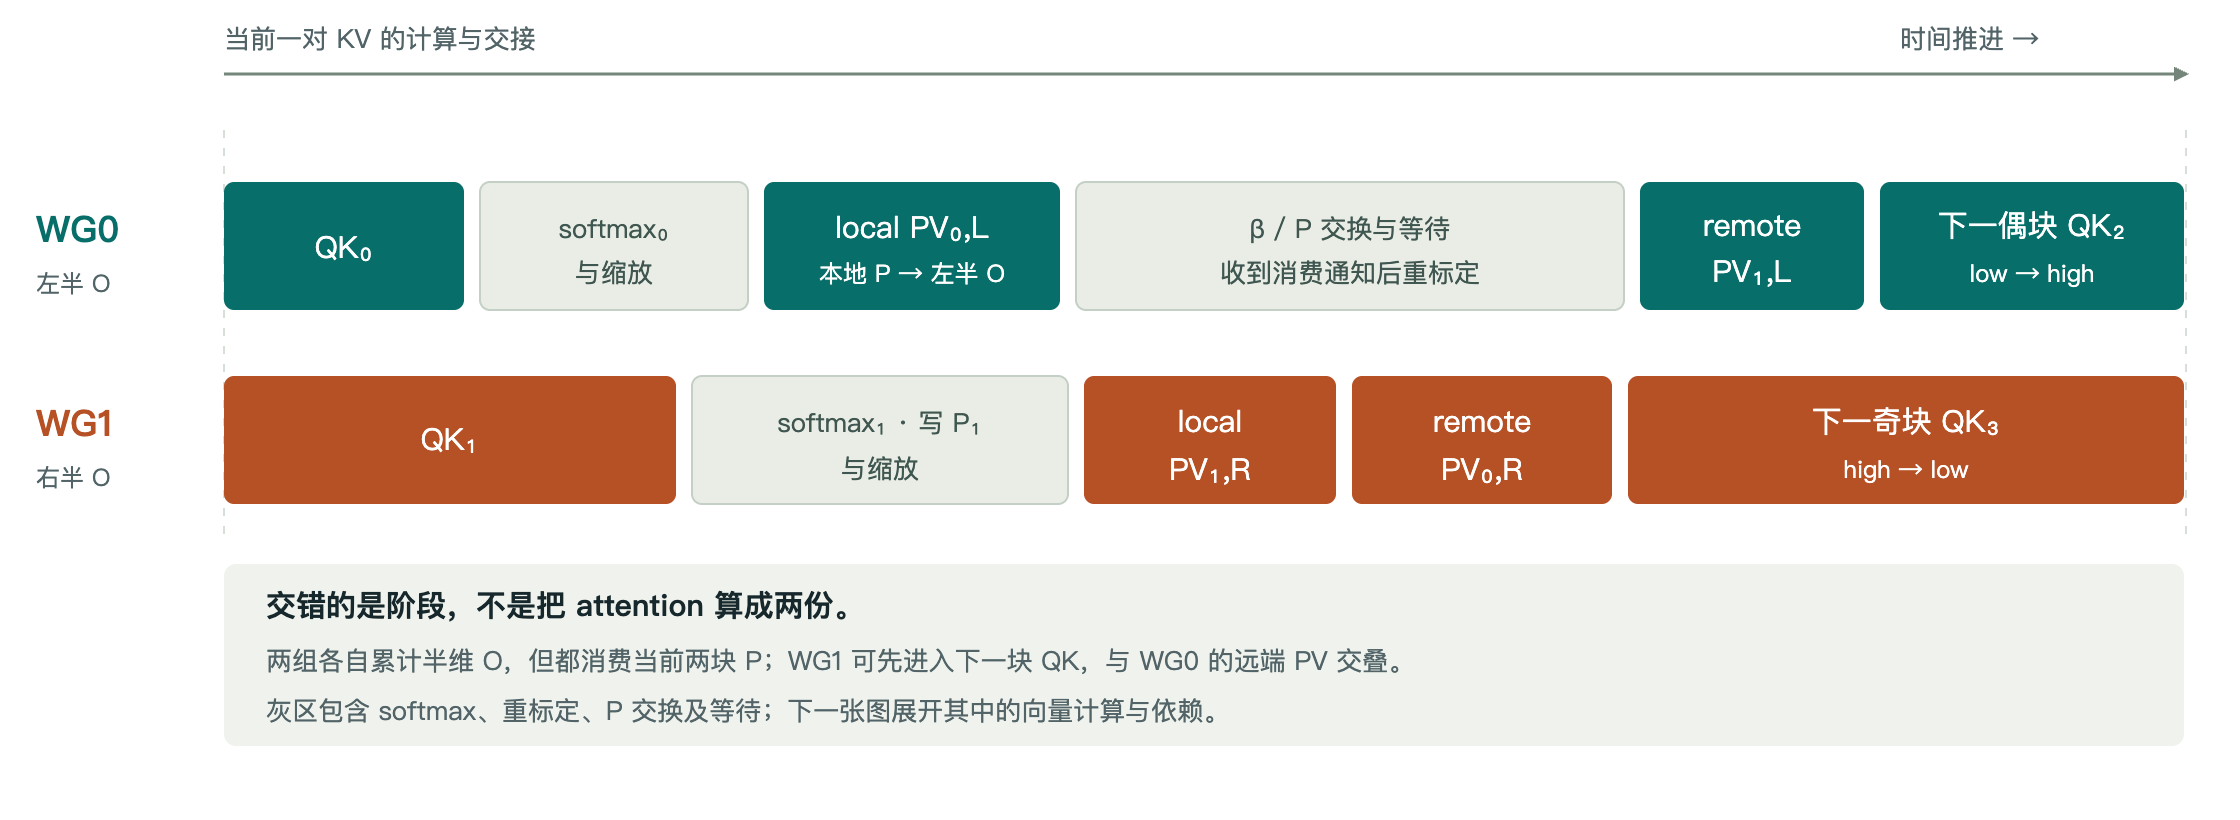 当前一对 KV 的计算与交接
时间推进 →
WG0
左半 O
QK₀
softmax₀
与缩放
local PV₀,L
本地 P → 左半 O
β / P 交换与等待
收到消费通知后重标定
remote
PV₁,L
下一偶块 QK₂
low → high
WG1
右半 O
QK₁
softmax₁ · 写 P₁
与缩放
local
PV₁,R
remote
PV₀,R
下一奇块 QK₃
high → low
交错的是阶段，不是把 attention 算成两份。
两组各自累计半维 O，但都消费当前两块 P；WG1 可先进入下一块 QK，与 WG0 的远端 PV 交叠。
灰区包含 softmax、重标定、P 交换及等待；下一张图展开其中的向量计算与依赖。